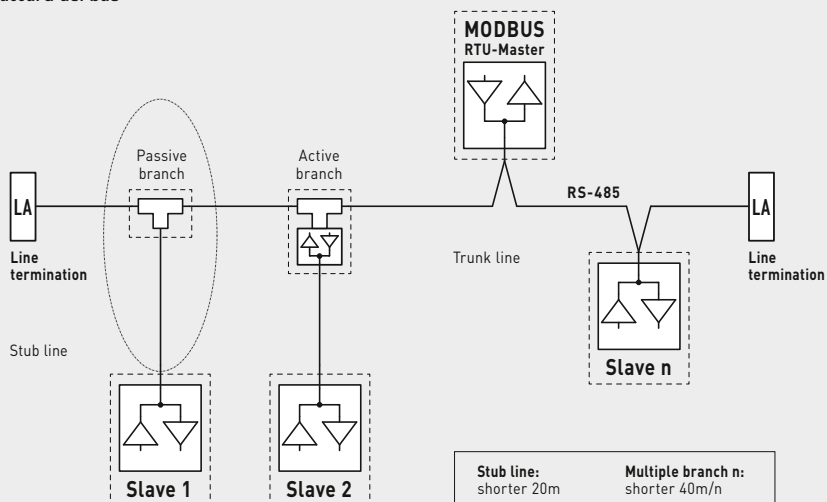 MODBUS
RTU-Master
Passive
branch
Active
branch
LA
RS-485
LA
Line
termination
Trunk line
Line
termination
Stub line
Slave n
Slave 1
Slave 2
Stub line:
shorter 20m
Multiple branch n:
shorter 40m/n